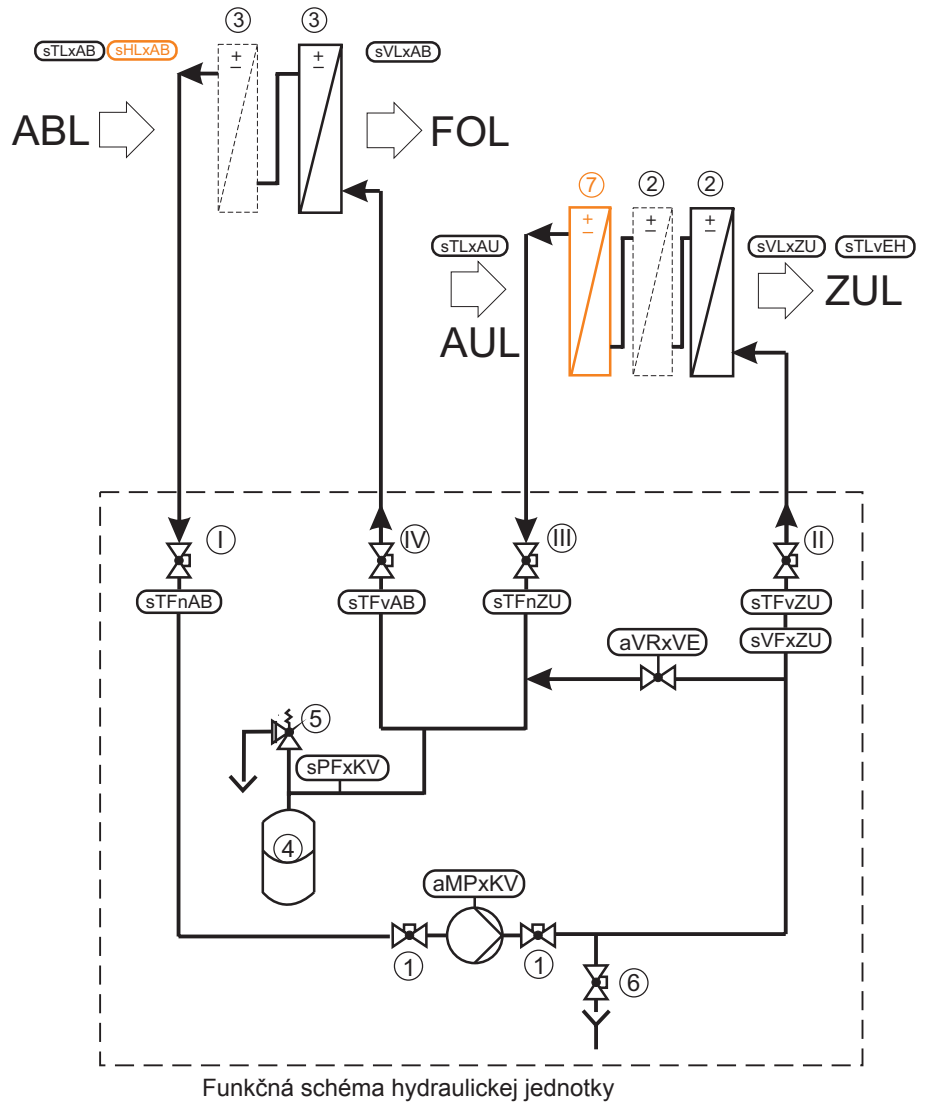 ③ ③
sTLxAB sHLxAB sVLxAB
± ±
ABL FOL
⑦ ② ②
± ± ±
sTLxAU sVLxZU sTLvEH
AUL ZUL
I IV III II
sTFnAB sTFvAB sTFnZU sTFvZU
aVRxVE sVFxZU
⑤
sPFxKV
④
aMPxKV
① ①
⑥
Funkčná schéma hydraulickej jednotky